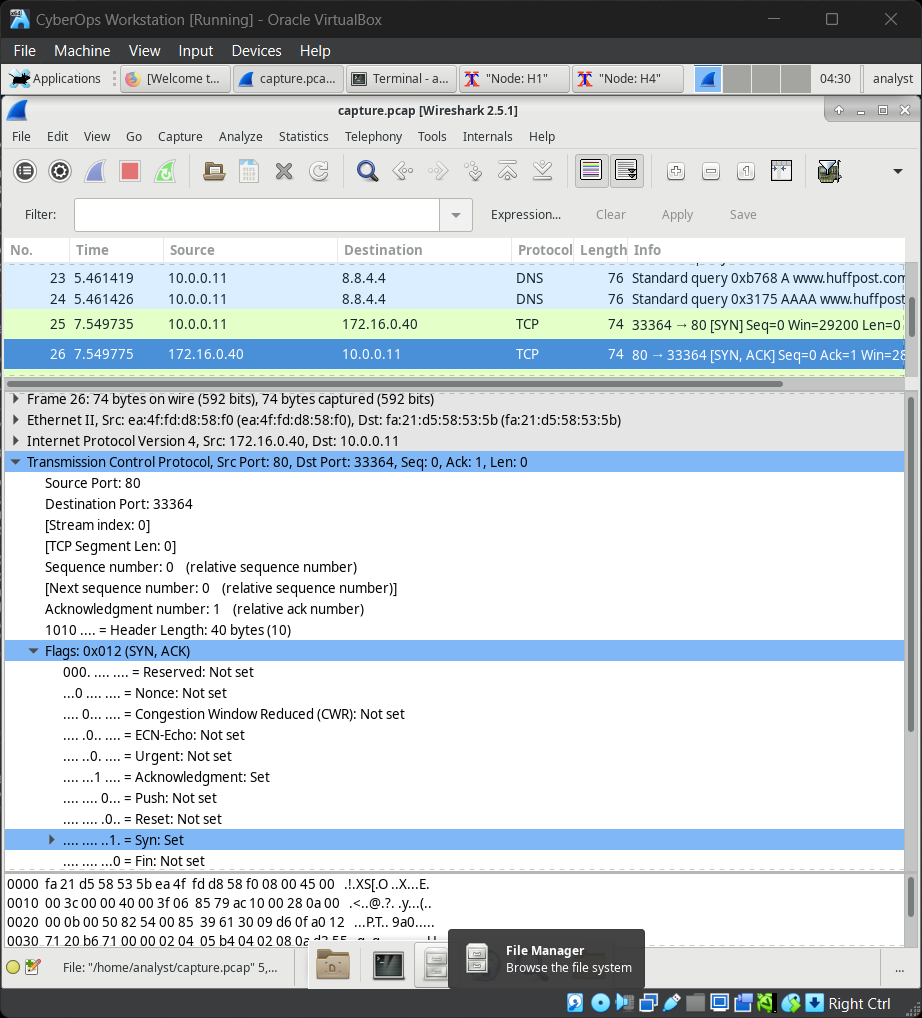 CyberOps Workstation [Running] - Oracle VirtualBox
File Machine View Input Devices Help
Applications [Welcome t... capture.pca... Terminal - a... "Node: H1" "Node: H4" 04:30 analyst
capture.pcap [Wireshark 2.5.1]
File Edit View Go Capture Analyze Statistics Telephony Tools Internals Help
Filter: Expression... Clear Apply Save
No. Time Source Destination Protocol Length Info
23 5.461419 10.0.0.11 8.8.4.4 DNS 76 Standard query 0xb768 A www.huffpost.com
24 5.461426 10.0.0.11 8.8.4.4 DNS 76 Standard query 0x3175 AAAA www.huffpost
25 7.549735 10.0.0.11 172.16.0.40 TCP 74 33364 → 80 [SYN] Seq=0 Win=29200 Len=0
26 7.549775 172.16.0.40 10.0.0.11 TCP 74 80 → 33364 [SYN, ACK] Seq=0 Ack=1 Win=28
Frame 26: 74 bytes on wire (592 bits), 74 bytes captured (592 bits)
Ethernet II, Src: ea:4f:fd:d8:58:f0 (ea:4f:fd:d8:58:f0), Dst: fa:21:d5:58:53:5b (fa:21:d5:58:53:5b)
Internet Protocol Version 4, Src: 172.16.0.40, Dst: 10.0.0.11
Transmission Control Protocol, Src Port: 80, Dst Port: 33364, Seq: 0, Ack: 1, Len: 0
Source Port: 80
Destination Port: 33364
[Stream index: 0]
[TCP Segment Len: 0]
Sequence number: 0 (relative sequence number)
[Next sequence number: 0 (relative sequence number)]
Acknowledgment number: 1 (relative ack number)
1010 .... = Header Length: 40 bytes (10)
Flags: 0x012 (SYN, ACK)
000. .... .... = Reserved: Not set
...0 .... .... = Nonce: Not set
.... 0... .... = Congestion Window Reduced (CWR): Not set
.... .0.. .... = ECN-Echo: Not set
.... ..0. .... = Urgent: Not set
.... ...1 .... = Acknowledgment: Set
.... .... 0... = Push: Not set
.... .... .0.. = Reset: Not set
.... .... ..1. = Syn: Set
.... .... ...0 = Fin: Not set
0000 fa 21 d5 58 53 5b ea 4f fd d8 58 f0 08 00 45 00 .!.XS[.O ..X...E.
0010 00 3c 00 00 40 00 3f 06 85 79 ac 10 00 28 0a 00 .<..@.?. .y...(..
0020 00 0b 00 50 82 54 00 85 39 61 30 09 d6 0f a0 12 ...P.T.. 9a0.....
0030 71 20 b6 71 00 00 02 04 05 b4 04 02 08 0a
File Manager
Browse the file system
File: "/home/analyst/capture.pcap" 5,... ...
Right Ctrl